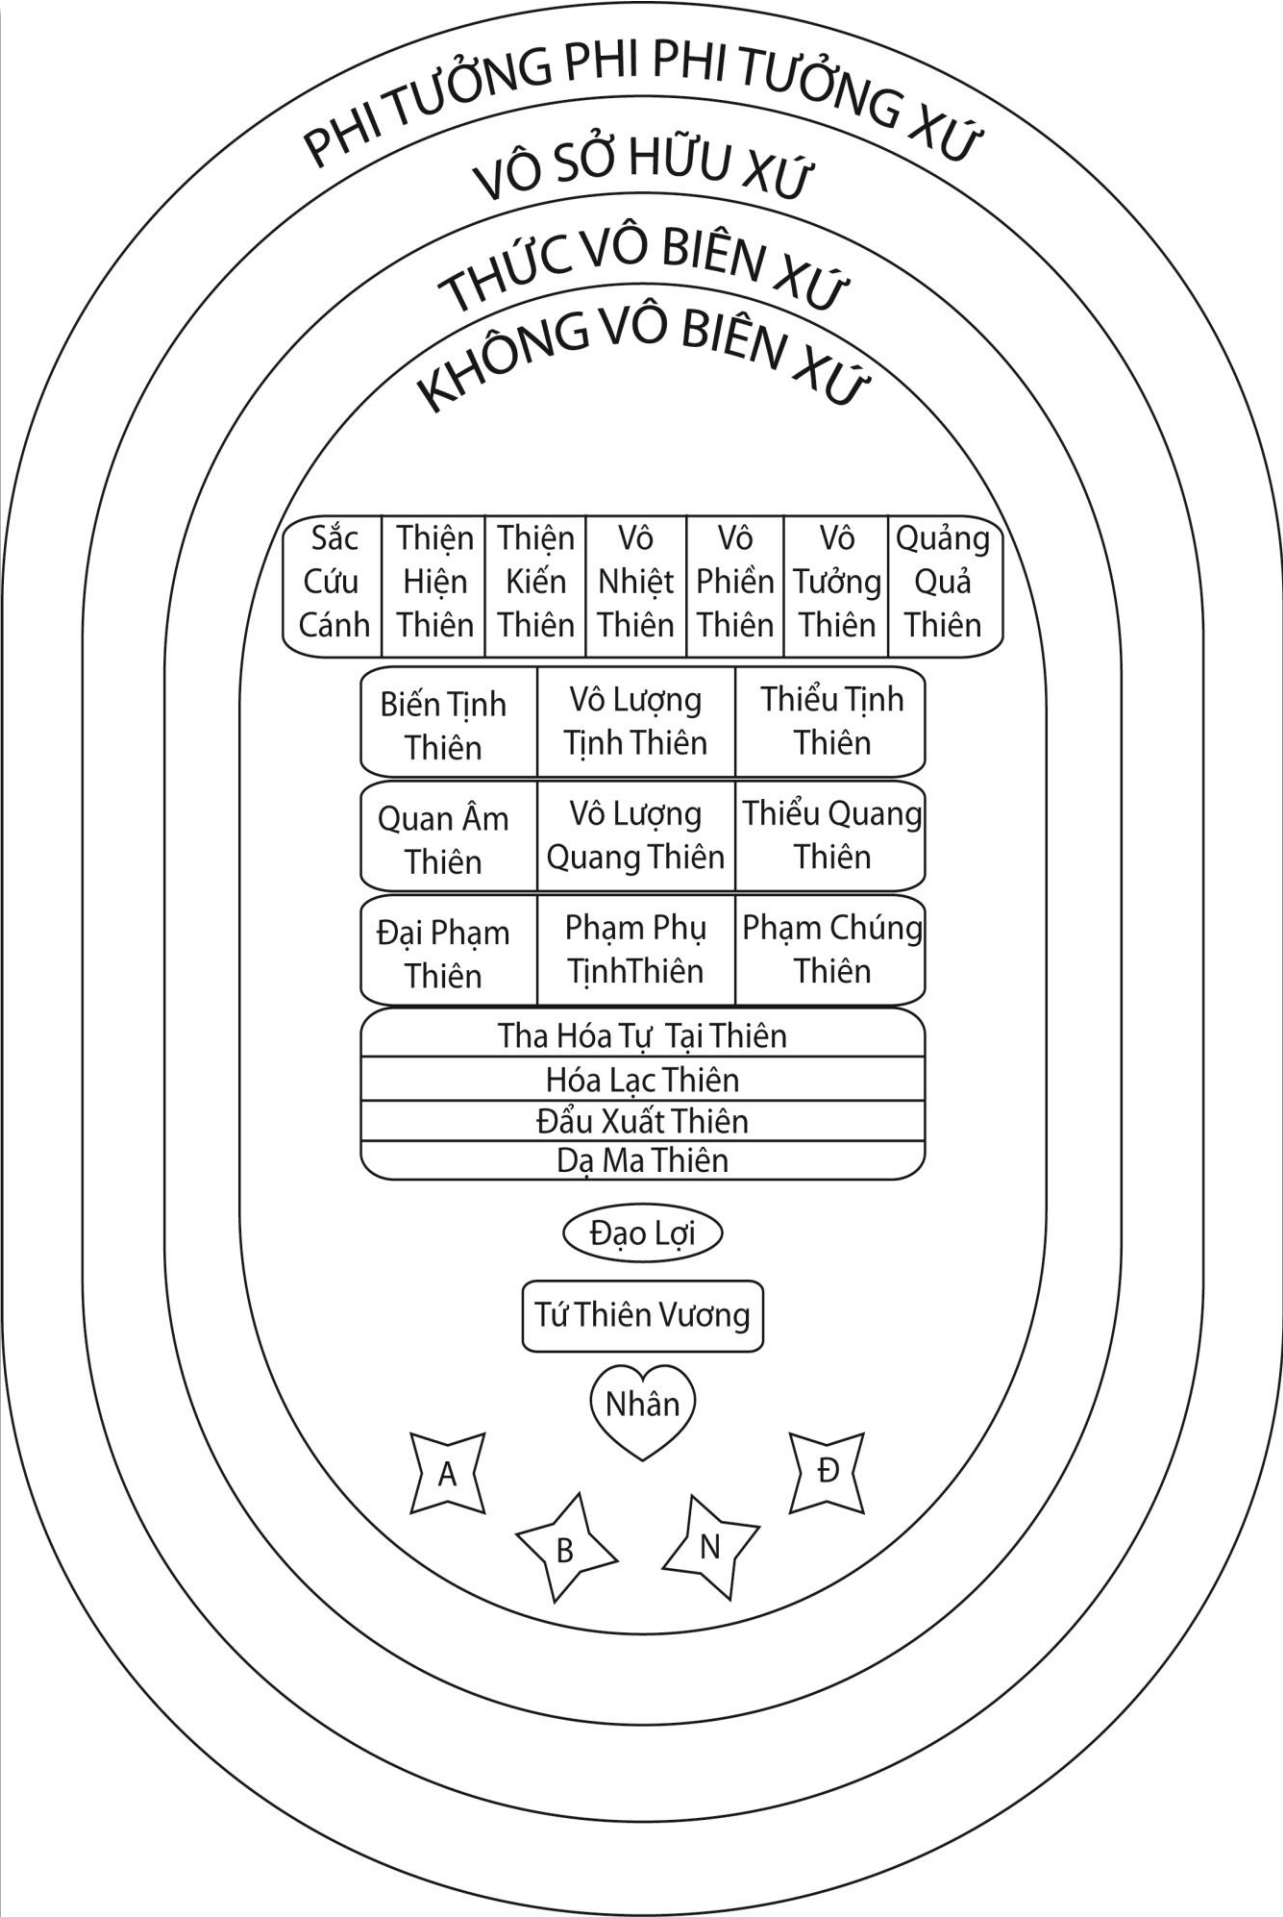 PHI TƯỞNG PHI PHI TƯỞNG XỨ
VÔ SỞ HỮU XỨ
THỨC VÔ BIÊN XỨ
KHÔNG VÔ BIÊN XỨ
Sắc
Cứu
Cánh
Thiện
Hiện
Thiên
Thiện
Kiến
Thiên
Vô
Nhiệt
Thiên
Vô
Phiền
Thiên
Vô
Tưởng
Thiên
Quảng
Quả
Thiên
Biến Tịnh
Thiên
Vô Lượng
Tịnh Thiên
Thiểu Tịnh
Thiên
Quan Âm
Thiên
Vô Lượng
Quang Thiên
Thiểu Quang
Thiên
Đại Phạm
Thiên
Phạm Phụ
TịnhThiên
Phạm Chúng
Thiên
Tha Hóa Tự Tại Thiên
Hóa Lạc Thiên
Đẩu Xuất Thiên
Dạ Ma Thiên
Đạo Lợi
Tứ Thiên Vương
Nhân
A
B
N
Đ